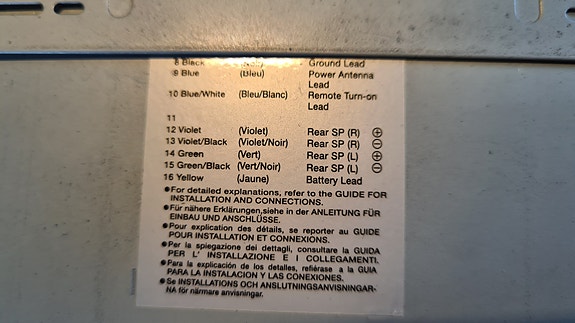 8 Black Ground Lead
9 Blue (Bleu) Power Antenna
Lead
10 Blue/White (Bleu/Blanc) Remote Turn-on
Lead
11
12 Violet (Violet) Rear SP (R) ⊕
13 Violet/Black (Violet/Noir) Rear SP (R) ⊖
14 Green (Vert) Rear SP (L) ⊕
15 Green/Black (Vert/Noir) Rear SP (L) ⊖
16 Yellow (Jaune) Battery Lead
●For detailed explanations, refer to the GUIDE FOR
INSTALLATION AND CONNECTIONS.
●Für nähere Erklärungen,siehe in der ANLEITUNG FÜR
EINBAU UND ANSCHLÜSSE.
●Pour explication des détails, se reporter au GUIDE
POUR INSTALLATION ET CONNEXIONS.
●Per la spiegazione dei dettagli, consultare la GUIDA
PER L' INSTALLAZIONE E I COLLEGAMENTI.
●Para la explicación de los detalles, refiérase a la GUIA
PARA LA INSTALACION Y LAS CONEXIONES.
●Se INSTALLATIONS OCH ANSLUTNINGSANVISNINGAR-
NA för närmare anvisningar.